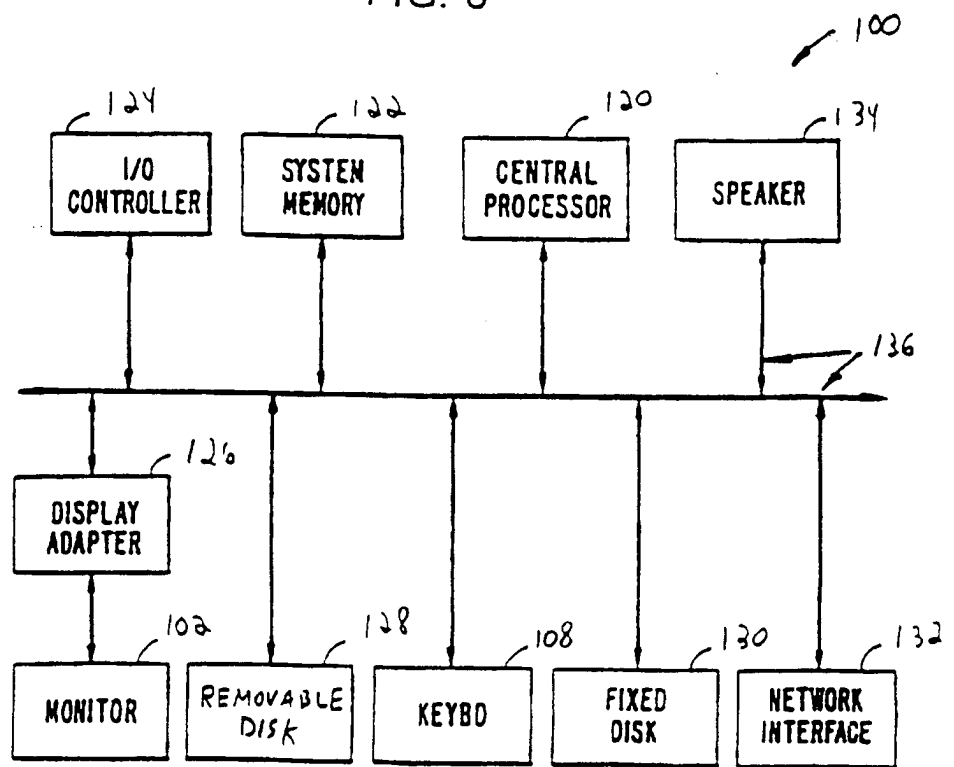 100
124
122
120
134
I/O
CONTROLLER
SYSTEM
MEMORY
CENTRAL
PROCESSOR
SPEAKER
136
126
DISPLAY
ADAPTER
102
128
108
130
132
MONITOR
REMOVABLE
DISK
KEYBD
FIXED
DISK
NETWORK
INTERFACE